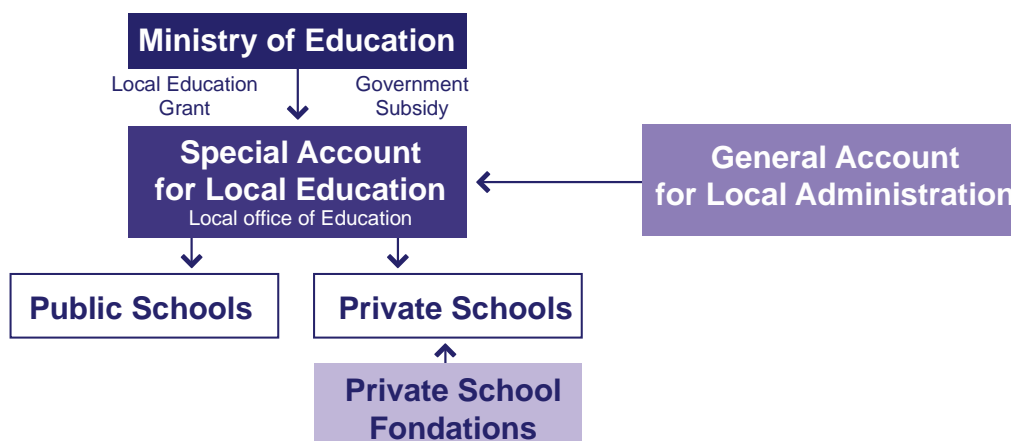 Ministry of Education
Local Education
Grant
Government
Subsidy
Special Account
for Local Education
Local office of Education
General Account
for Local Administration
Public Schools
Private Schools
Private School
Fondations